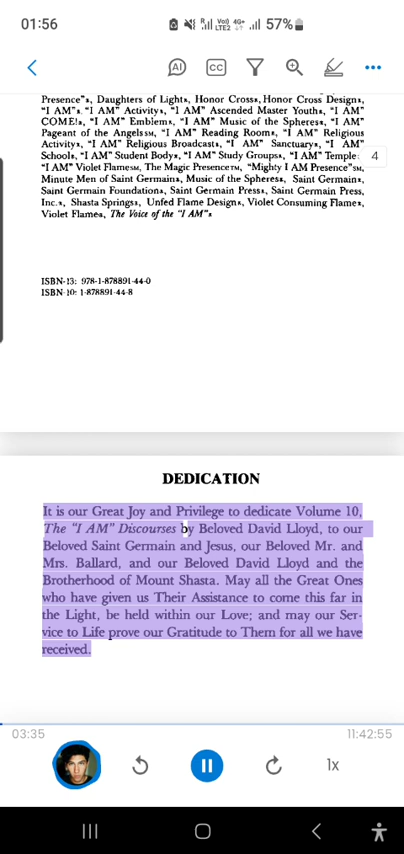 01:56
Vo)) LTE2 4G+ 57%
AI CC
Presence"®, Daughters of Light®, Honor Cross®, Honor Cross Design®,
"I AM"®, "I AM" Activity®, "I AM" Ascended Master Youth®, "I AM"
COME!®, "I AM" Emblem®, "I AM" Music of the Spheres®, "I AM"
Pageant of the Angels℠, "I AM" Reading Room®, "I AM" Religious
Activity®, "I AM" Religious Broadcast®, "I AM" Sanctuary®, "I AM"
School®, "I AM" Student Body®, "I AM" Study Groups®, "I AM" Temple
4
"I AM" Violet Flame℠, The Magic Presence™, "Mighty I AM Presence"℠,
Minute Men of Saint Germain®, Music of the Spheres®, Saint Germain®,
Saint Germain Foundation®, Saint Germain Press®, Saint Germain Press,
Inc.®, Shasta Springs®, Unfed Flame Design®, Violet Consuming Flame®,
Violet Flame®, The Voice of the "I AM"®
ISBN-13: 978-1-878891-44-0
ISBN-10: 1-878891-44-8
DEDICATION
It is our Great Joy and Privilege to dedicate Volume 10,
The "I AM" Discourses by Beloved David Lloyd, to our
Beloved Saint Germain and Jesus, our Beloved Mr. and
Mrs. Ballard, and our Beloved David Lloyd and the
Brotherhood of Mount Shasta. May all the Great Ones
who have given us Their Assistance to come this far in
the Light, be held within our Love; and may our Ser-
vice to Life prove our Gratitude to Them for all we have
received.
03:35
11:42:55
1x